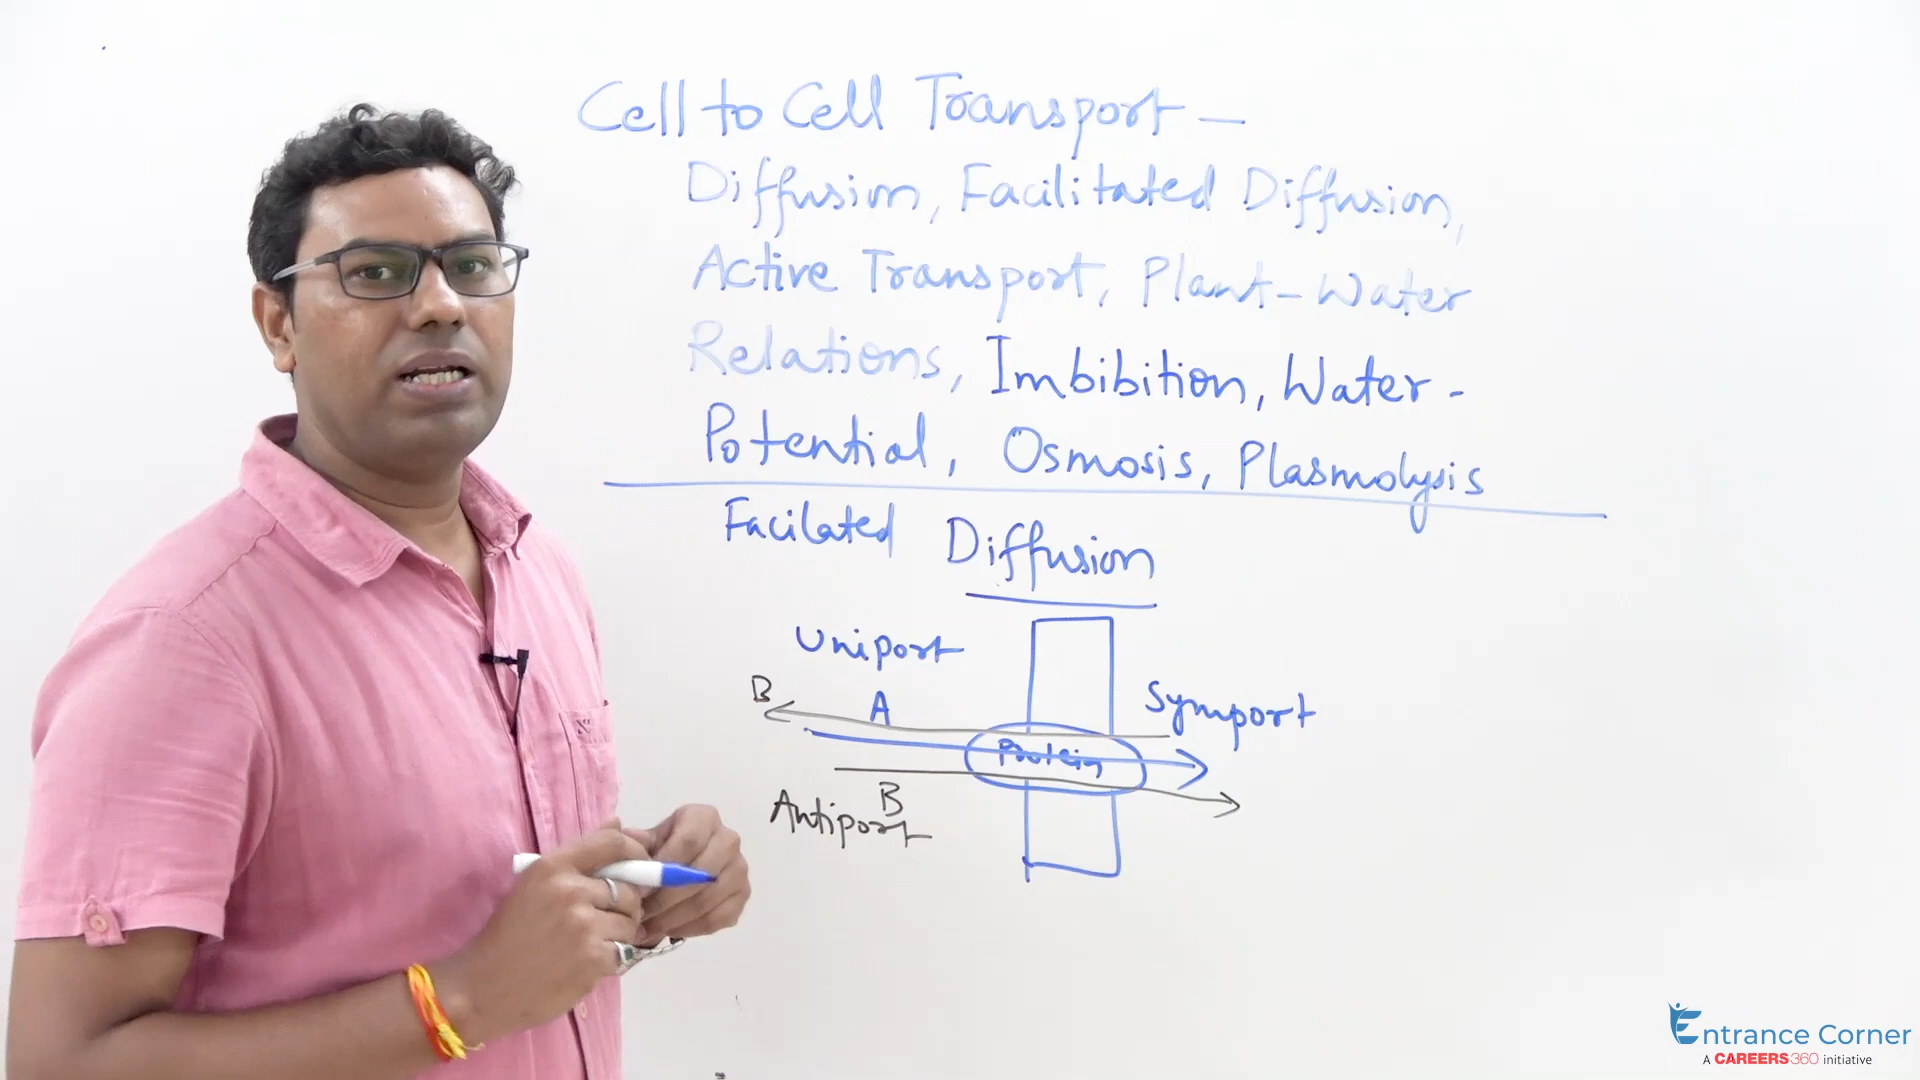 Cell to Cell Transport –
Diffusion, Facilitated Diffusion,
Active Transport, Plant-Water
Relations, Imbibition, Water-
Potential, Osmosis, Plasmolysis
Facilated Diffusion
Uniport
B
A
Symport
Protein
B
Antiport
Entrance Corner
A CAREERS360 initiative